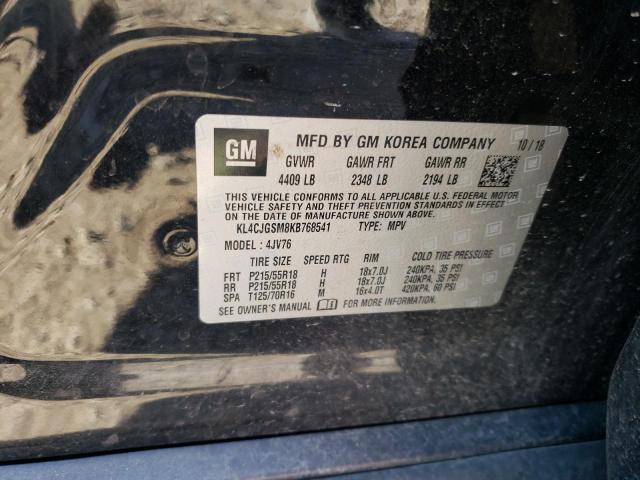 GM
MFD BY GM KOREA COMPANY 10/18
GVWR GAWR FRT GAWR RR
4409 LB 2348 LB 2194 LB
THIS VEHICLE CONFORMS TO ALL APPLICABLE U.S. FEDERAL MOTOR
VEHICLE SAFETY AND THEFT PREVENTION STANDARDS IN EFFECT
ON THE DATE OF MANUFACTURE SHOWN ABOVE.
KL4CJGSM8KB768541 TYPE: MPV
MODEL: 4JV76
TIRE SIZE SPEED RTG RIM COLD TIRE PRESSURE
FRT P215/55R18 H 18x7.0J 240KPA, 35 PSI
RR P215/55R18 H 18x7.0J 240KPA, 35 PSI
SPA T125/70R16 M 16x4.0T 420KPA, 60 PSI
SEE OWNER'S MANUAL FOR MORE INFORMATION.